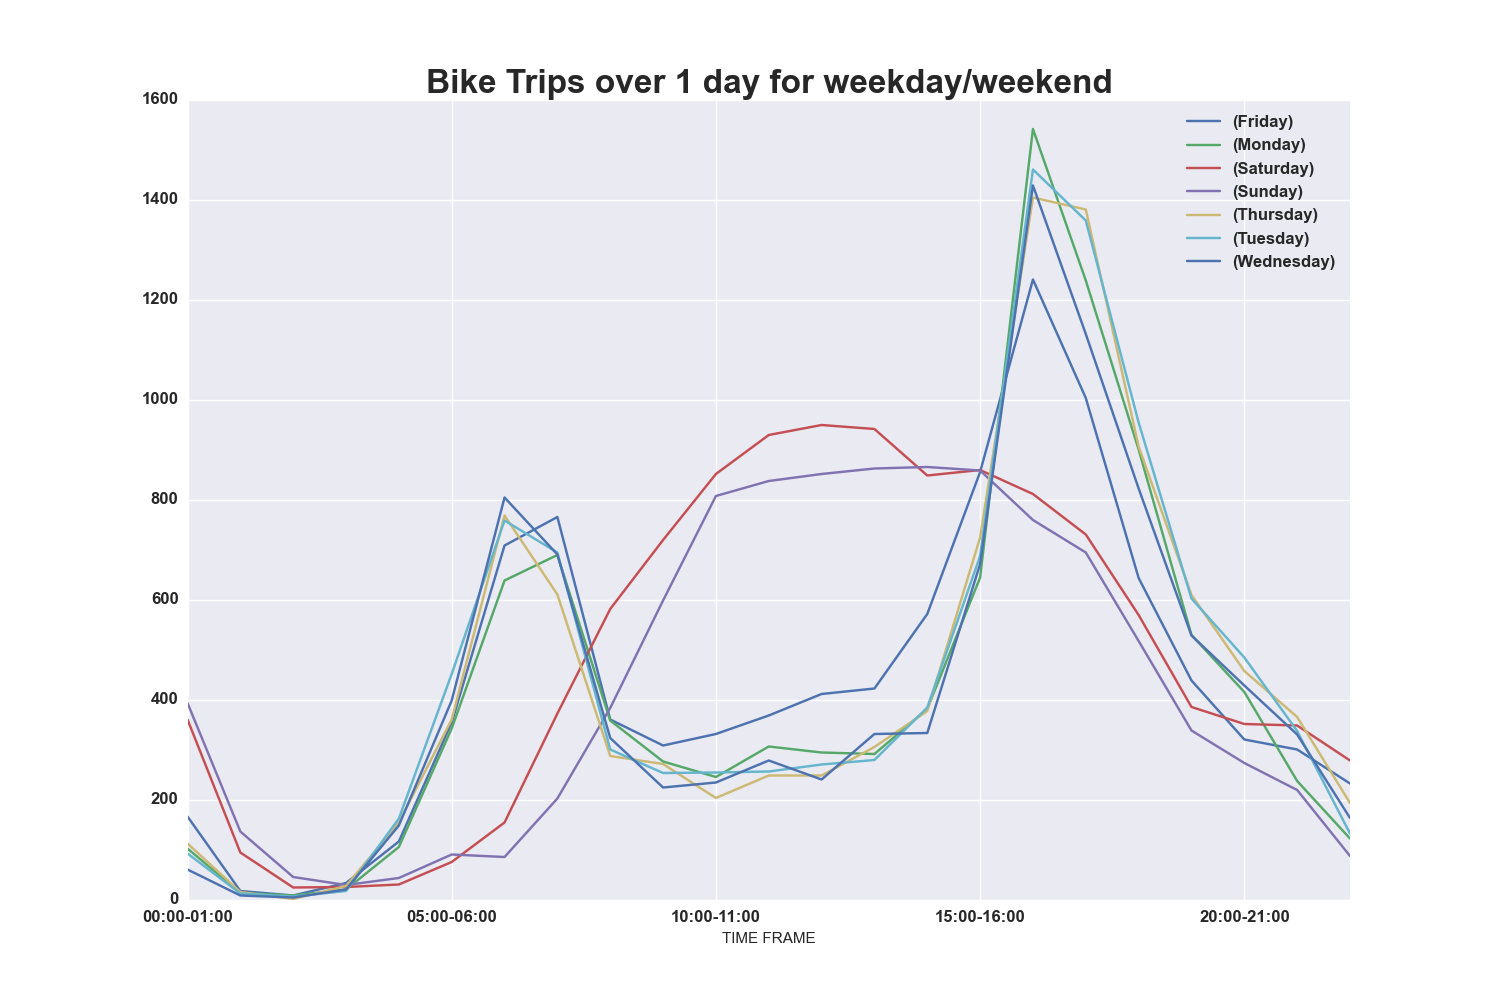 Bike Trips over 1 day for weekday/weekend
1600
1400
1200
1000
800
600
400
200
0
(Friday)
(Monday)
(Saturday)
(Sunday)
(Thursday)
(Tuesday)
(Wednesday)
00:00-01:00 05:00-06:00 10:00-11:00 15:00-16:00 20:00-21:00
TIME FRAME